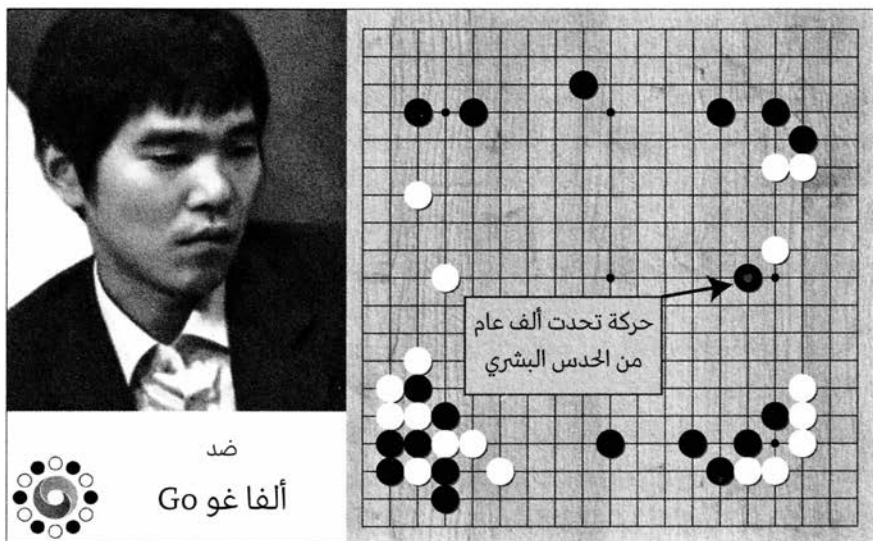 حركة تحدت ألف عام
من الحدس البشري
ضد
ألفا غو Go